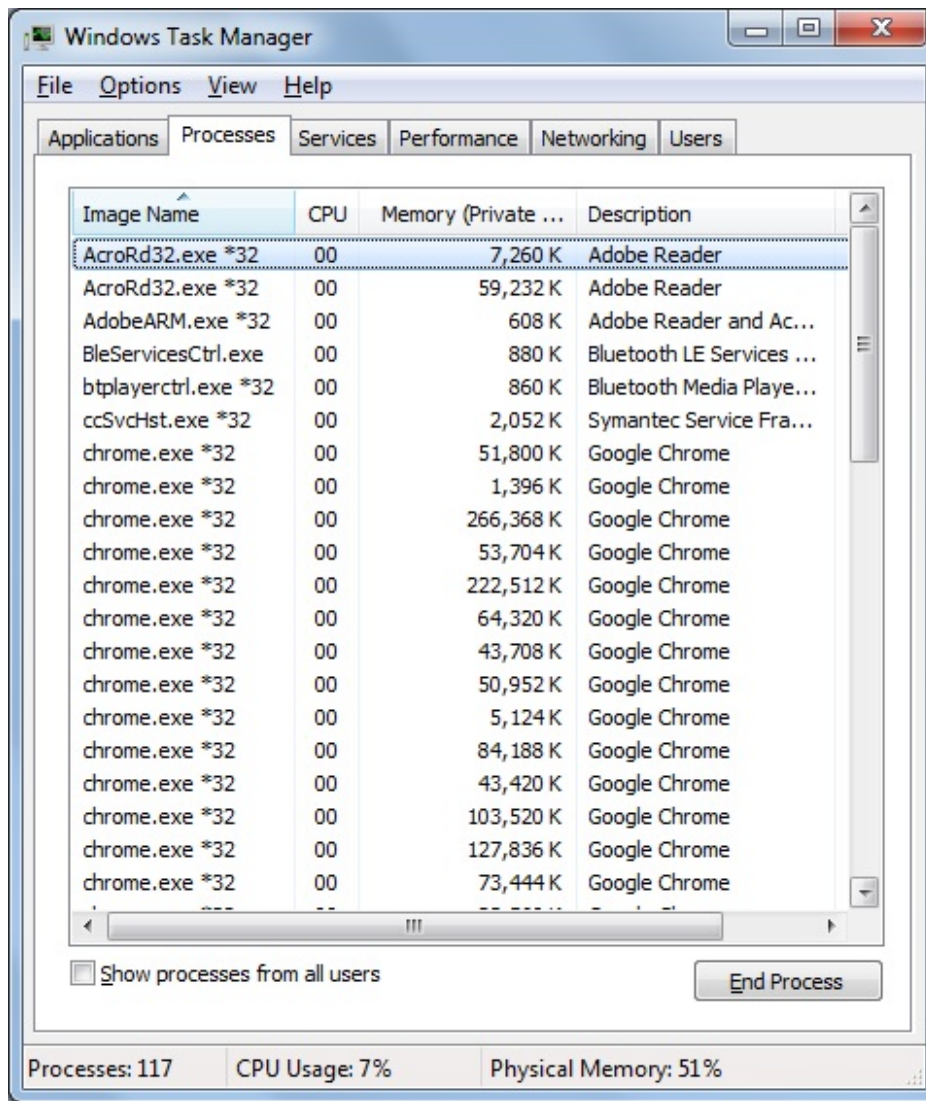 Windows Task Manager
File Options View Help
Applications Processes Services Performance Networking Users
Image Name CPU Memory (Private ... Description
AcroRd32.exe *32 00 7,260 K Adobe Reader
AcroRd32.exe *32 00 59,232 K Adobe Reader
AdobeARM.exe *32 00 608 K Adobe Reader and Ac...
BleServicesCtrl.exe 00 880 K Bluetooth LE Services ...
btplayerctrl.exe *32 00 860 K Bluetooth Media Playe...
ccSvcHst.exe *32 00 2,052 K Symantec Service Fra...
chrome.exe *32 00 51,800 K Google Chrome
chrome.exe *32 00 1,396 K Google Chrome
chrome.exe *32 00 266,368 K Google Chrome
chrome.exe *32 00 53,704 K Google Chrome
chrome.exe *32 00 222,512 K Google Chrome
chrome.exe *32 00 64,320 K Google Chrome
chrome.exe *32 00 43,708 K Google Chrome
chrome.exe *32 00 50,952 K Google Chrome
chrome.exe *32 00 5,124 K Google Chrome
chrome.exe *32 00 84,188 K Google Chrome
chrome.exe *32 00 43,420 K Google Chrome
chrome.exe *32 00 103,520 K Google Chrome
chrome.exe *32 00 127,836 K Google Chrome
chrome.exe *32 00 73,444 K Google Chrome
Show processes from all users
End Process
Processes: 117 CPU Usage: 7% Physical Memory: 51%